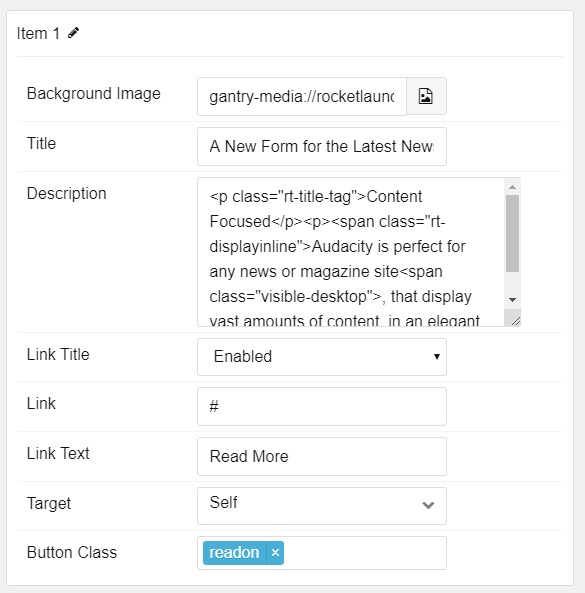 Item 1
Background Image
gantry-media://rocketlaunc
Title
A New Form for the Latest News
Description
<p class="rt-title-tag">Content
Focused</p><p><span class="rt-
displayinline">Audacity is perfect for
any news or magazine site<span
class="visible-desktop">, that display
vast amounts of content, in an elegant
Link Title
Enabled
Link
#
Link Text
Read More
Target
Self
Button Class
readon ×